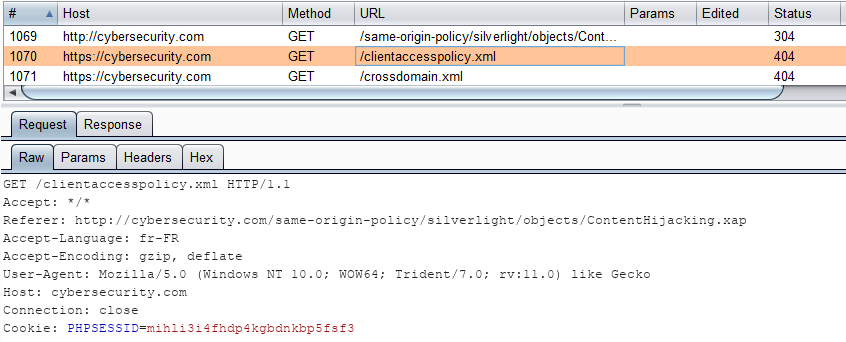 # Host Method URL Params Edited Status
1069 http://cybersecurity.com GET /same-origin-policy/silverlight/objects/Cont... 304
1070 https://cybersecurity.com GET /clientaccesspolicy.xml 404
1071 https://cybersecurity.com GET /crossdomain.xml 404
Request Response
Raw Params Headers Hex
GET /clientaccesspolicy.xml HTTP/1.1
Accept: */*
Referer: http://cybersecurity.com/same-origin-policy/silverlight/objects/ContentHijacking.xap
Accept-Language: fr-FR
Accept-Encoding: gzip, deflate
User-Agent: Mozilla/5.0 (Windows NT 10.0; WOW64; Trident/7.0; rv:11.0) like Gecko
Host: cybersecurity.com
Connection: close
Cookie: PHPSESSID=mihli3i4fhdp4kgbdnkbp5fsf3